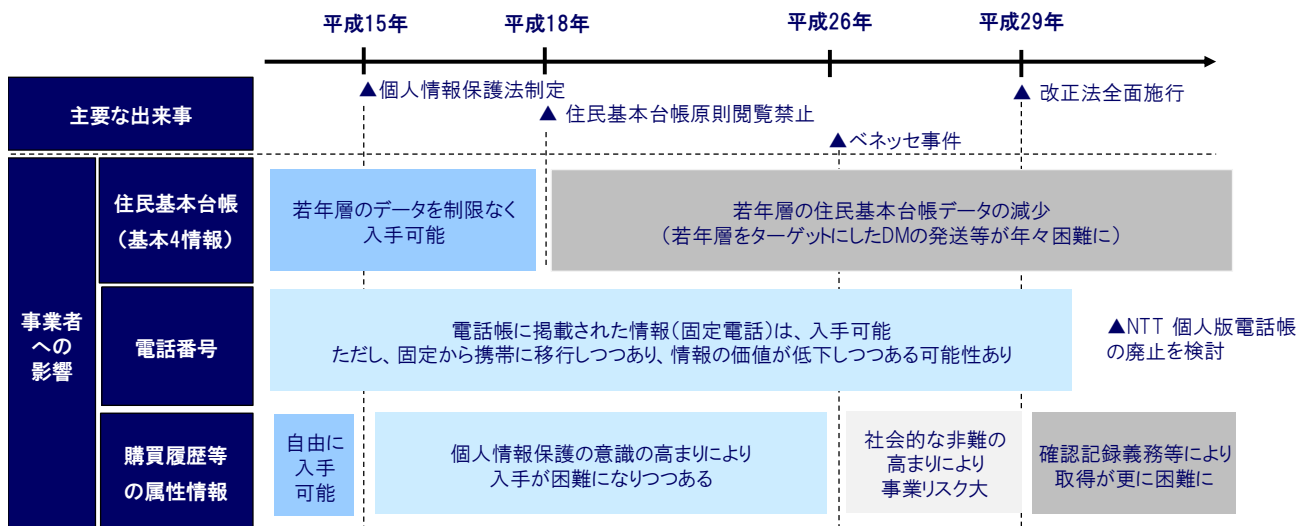 平成15年
平成18年
平成26年
平成29年
主要な出来事
▲個人情報保護法制定
▲ 住民基本台帳原則閲覧禁止
▲ベネッセ事件
▲ 改正法全面施行
事業者
への
影響
住民基本台帳
（基本4情報）
若年層のデータを制限なく
入手可能
若年層の住民基本台帳データの減少
（若年層をターゲットにしたDMの発送等が年々困難に）
電話番号
電話帳に掲載された情報（固定電話）は、入手可能
ただし、固定から携帯に移行しつつあり、情報の価値が低下しつつある可能性あり
▲NTT 個人版電話帳
の廃止を検討
購買履歴等
の属性情報
自由に
入手
可能
個人情報保護の意識の高まりにより
入手が困難になりつつある
社会的な非難の
高まりにより
事業リスク大
確認記録義務等により
取得が更に困難に